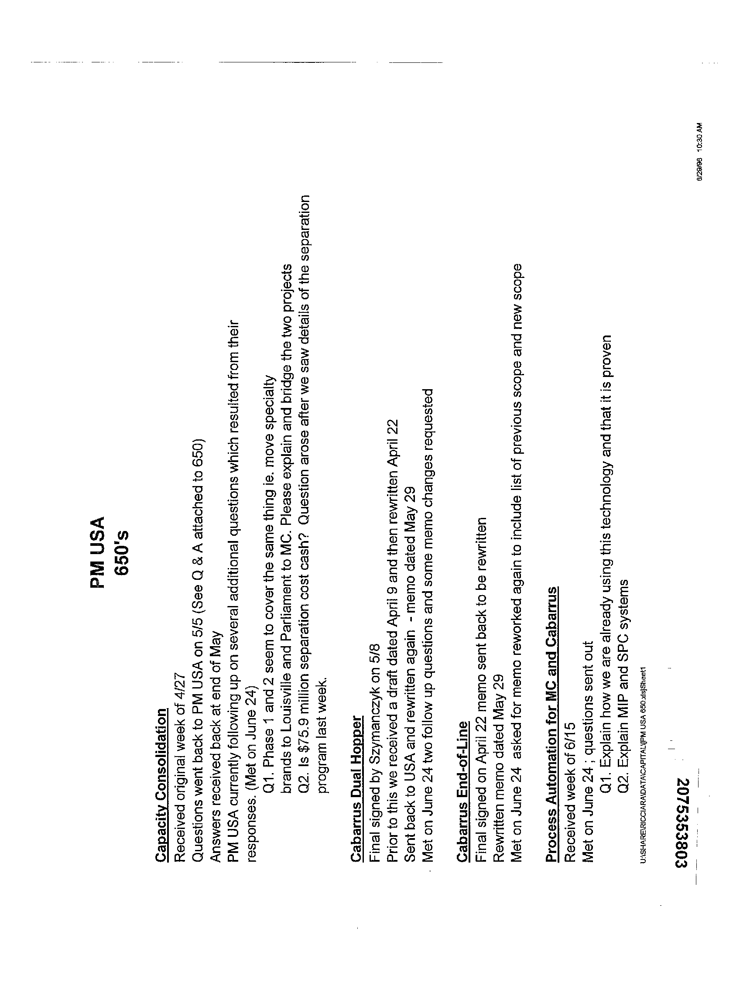 PM USA
650's
Capacity Consolidation
Received original week of 4/27
Questions went back to PM USA on 5/5 (See Q & A attached to 650)
Answers received back at end of May
PM USA currently following up on several additional questions which resulted from their
responses. (Met on June 24)
Q1. Phase 1 and 2 seem to cover the same thing ie. move specialty
brands to Louisville and Parliament to MC. Please explain and bridge the two projects
Q2. Is $75.9 million separation cost cash?  Question arose after we saw details of the separation
program last week.
Cabarrus Dual Hopper
Final signed by Szymanczyk on 5/8
Prior to this we received a draft dated April 9 and then rewritten April 22
Sent back to USA and rewritten again  - memo dated May 29
Met on June 24 two follow up questions and some memo changes requested
Cabarrus End-of-Line
Final signed on April 22 memo sent back to be rewritten
Rewritten memo dated May 29
Met on June 24  asked for memo reworked again to include list of previous scope and new scope
Process Automation for MC and Cabarrus
Received week of 6/15
Met on June 24 ; questions sent out
Q1. Explain how we are already using this technology and that it is proven
Q2. Explain MIP and SPC systems
U:\SHARE\RICCIARA\DATA\CAPITAL\[PM USA 650.xls]Sheet1
6/29/98  10:30 AM
2075353803